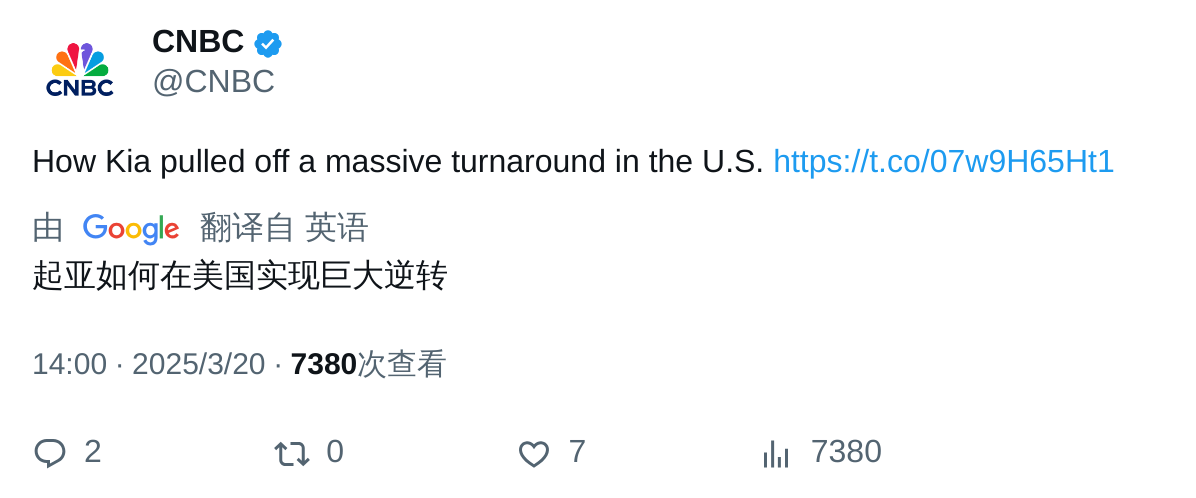 CNBC
CNBC
@CNBC
How Kia pulled off a massive turnaround in the U.S. https://t.co/07w9H65Ht1
由 Google 翻译自 英语
起亚如何在美国实现巨大逆转
14:00 · 2025/3/20 · 7380次查看
2 0 7 7380